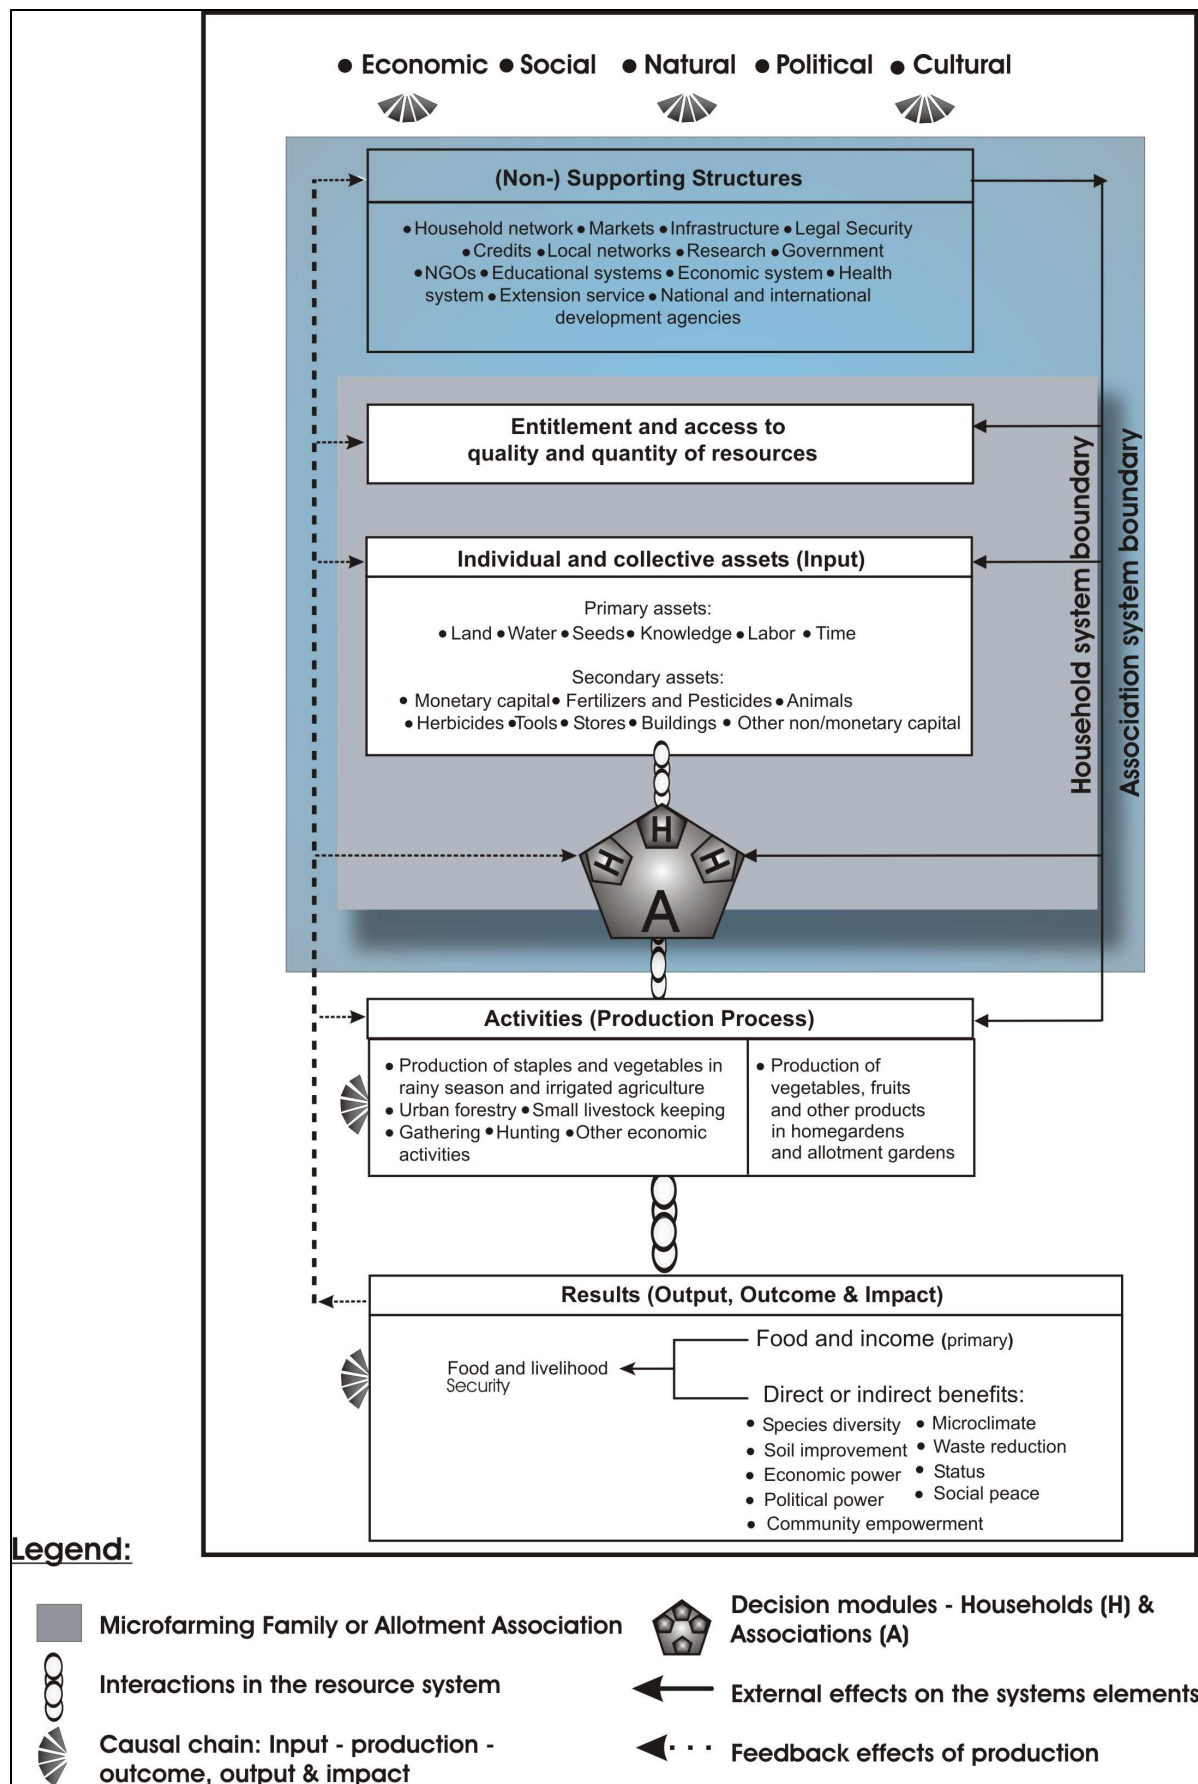 ● Economic ● Social ● Natural ● Political ● Cultural
(Non-) Supporting Structures
● Household network ● Markets ● Infrastructure ● Legal Security
● Credits ● Local networks ● Research ● Government
● NGOs ● Educational systems ● Economic system ● Health
system ● Extension service ● National and international
development agencies
Entitlement and access to
quality and quantity of resources
Individual and collective assets (Input)
Primary assets:
● Land ● Water ● Seeds ● Knowledge ● Labor ● Time
Secondary assets:
● Monetary capital ● Fertilizers and Pesticides ● Animals
● Herbicides ● Tools ● Stores ● Buildings ● Other non/monetary capital
Household system boundary
Association system boundary
H
H
H
A
Activities (Production Process)
● Production of staples and vegetables in
rainy season and irrigated agriculture
● Urban forestry ● Small livestock keeping
● Gathering ● Hunting ● Other economic
activities
● Production of
vegetables, fruits
and other products
in homegardens
and allotment gardens
Results (Output, Outcome & Impact)
Food and livelihood
Security
Food and income (primary)
Direct or indirect benefits:
● Species diversity
● Soil improvement
● Economic power
● Political power
● Community empowerment
● Microclimate
● Waste reduction
● Status
● Social peace
Legend:
Microfarming Family or Allotment Association
Interactions in the resource system
Causal chain: Input - production -
outcome, output & impact
Decision modules - Households (H) &
Associations (A)
External effects on the systems elements
Feedback effects of production